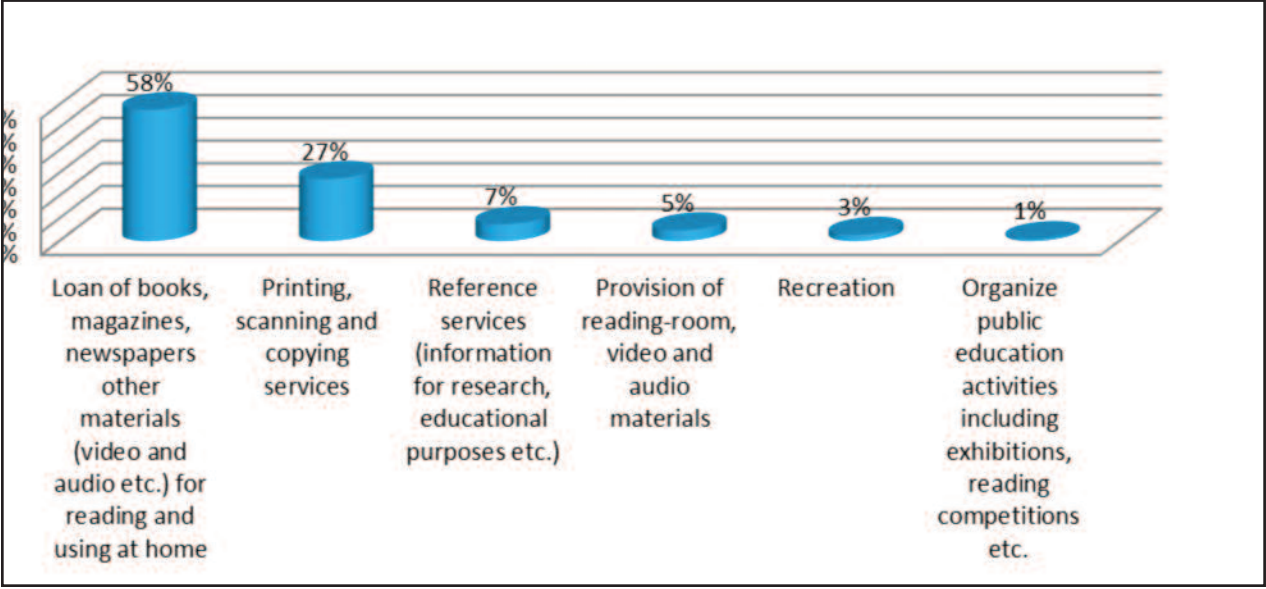 58%
27%
7%
5%
3%
1%
%
%
%
%
%
%
%
Loan of books,
magazines,
newspapers
other
materials
(video and
audio etc.) for
reading and
using at home
Printing,
scanning and
copying
services
Reference
services
(information
for research,
educational
purposes etc.)
Provision of
reading-room,
video and
audio
materials
Recreation
Organize
public
education
activities
including
exhibitions,
reading
competitions
etc.